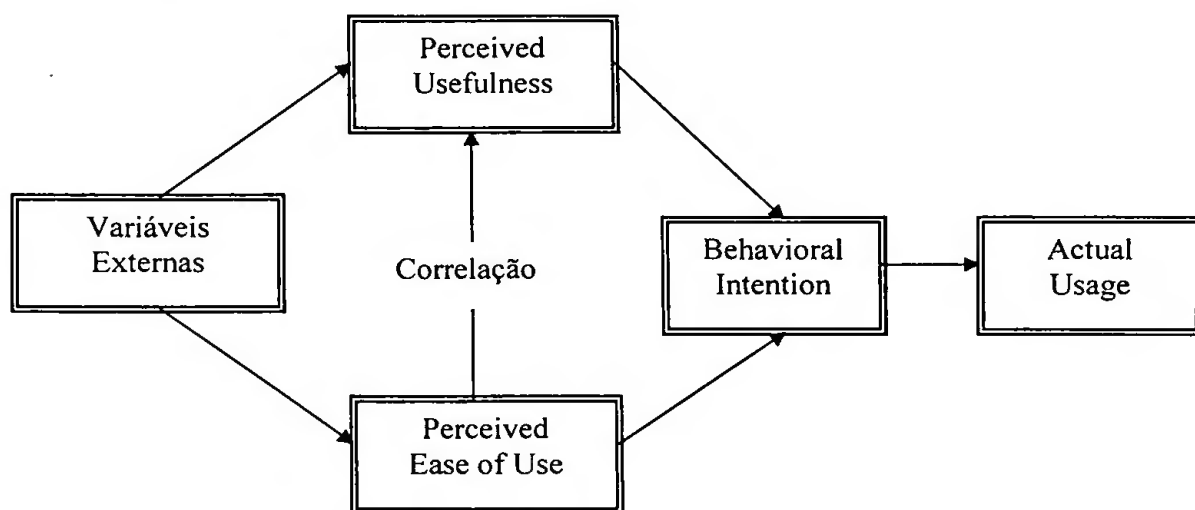 Perceived
Usefulness
Variáveis
Externas
Correlação
Behavioral
Intention
Actual
Usage
Perceived
Ease of Use